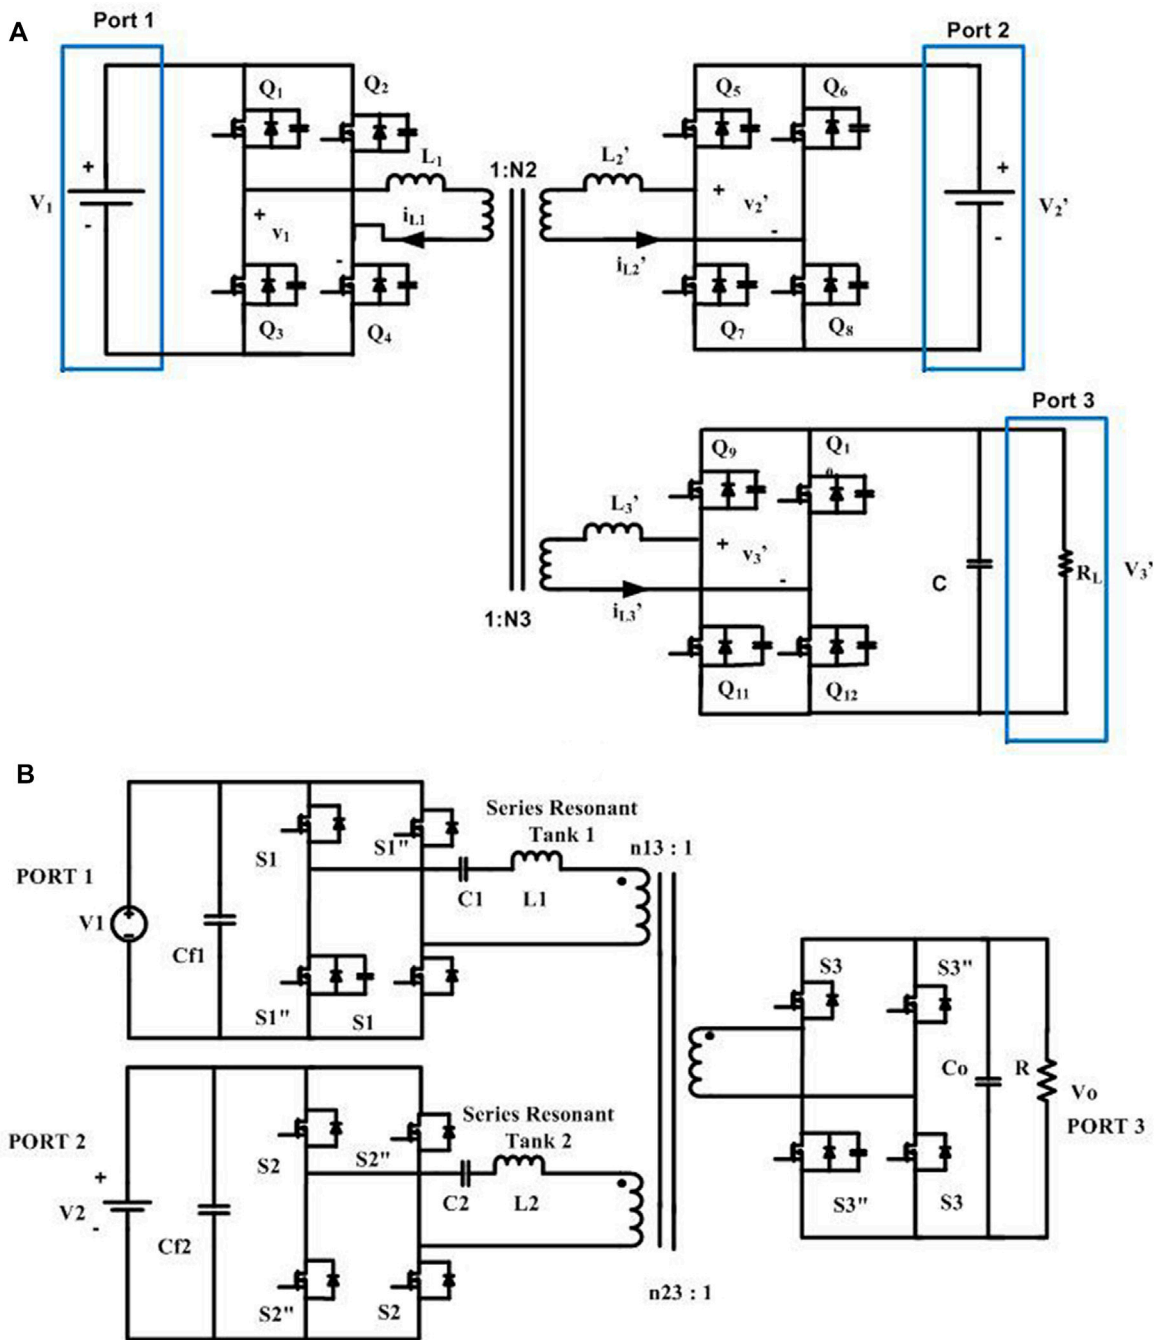 A
Port 1
Port 2
Q1
Q2
Q5
Q6
L1
1:N2
L2’
+
V1
-
+
v1
-
iL1
+
v2’
-
iL2’
+
V2’
-
Q3
Q4
Q7
Q8
Port 3
Q9
Q1
0
L3’
+
v3’
-
iL3’
C
RL
V3’
1:N3
Q11
Q12
B
Series Resonant
Tank 1
n13 : 1
S1
S1"
PORT 1
V1
C1
L1
Cf1
S1"
S1
S3
S3"
Co
R
Vo
PORT 3
S3"
S3
Series Resonant
Tank 2
PORT 2
S2
S2"
+
V2
-
C2
L2
Cf2
S2"
S2
n23 : 1